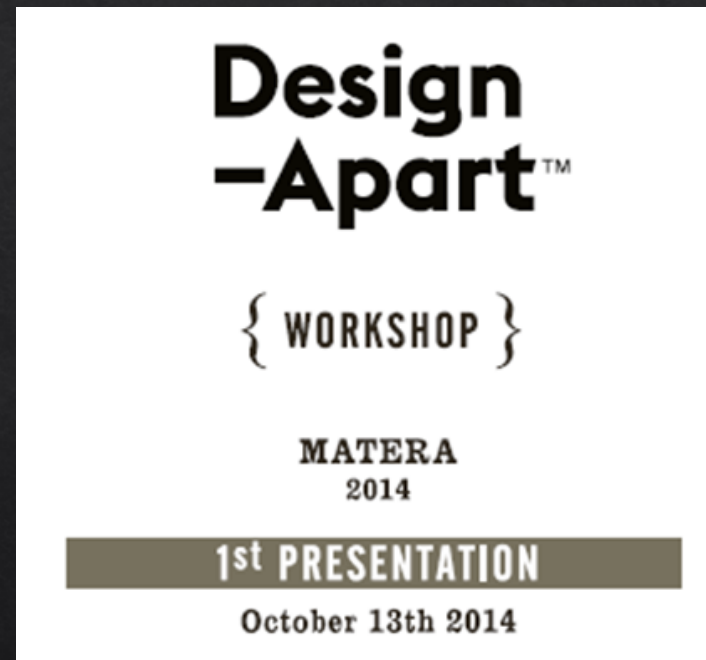 Design
–Apart™
{ WORKSHOP }
MATERA
2014
1st PRESENTATION
October 13th 2014